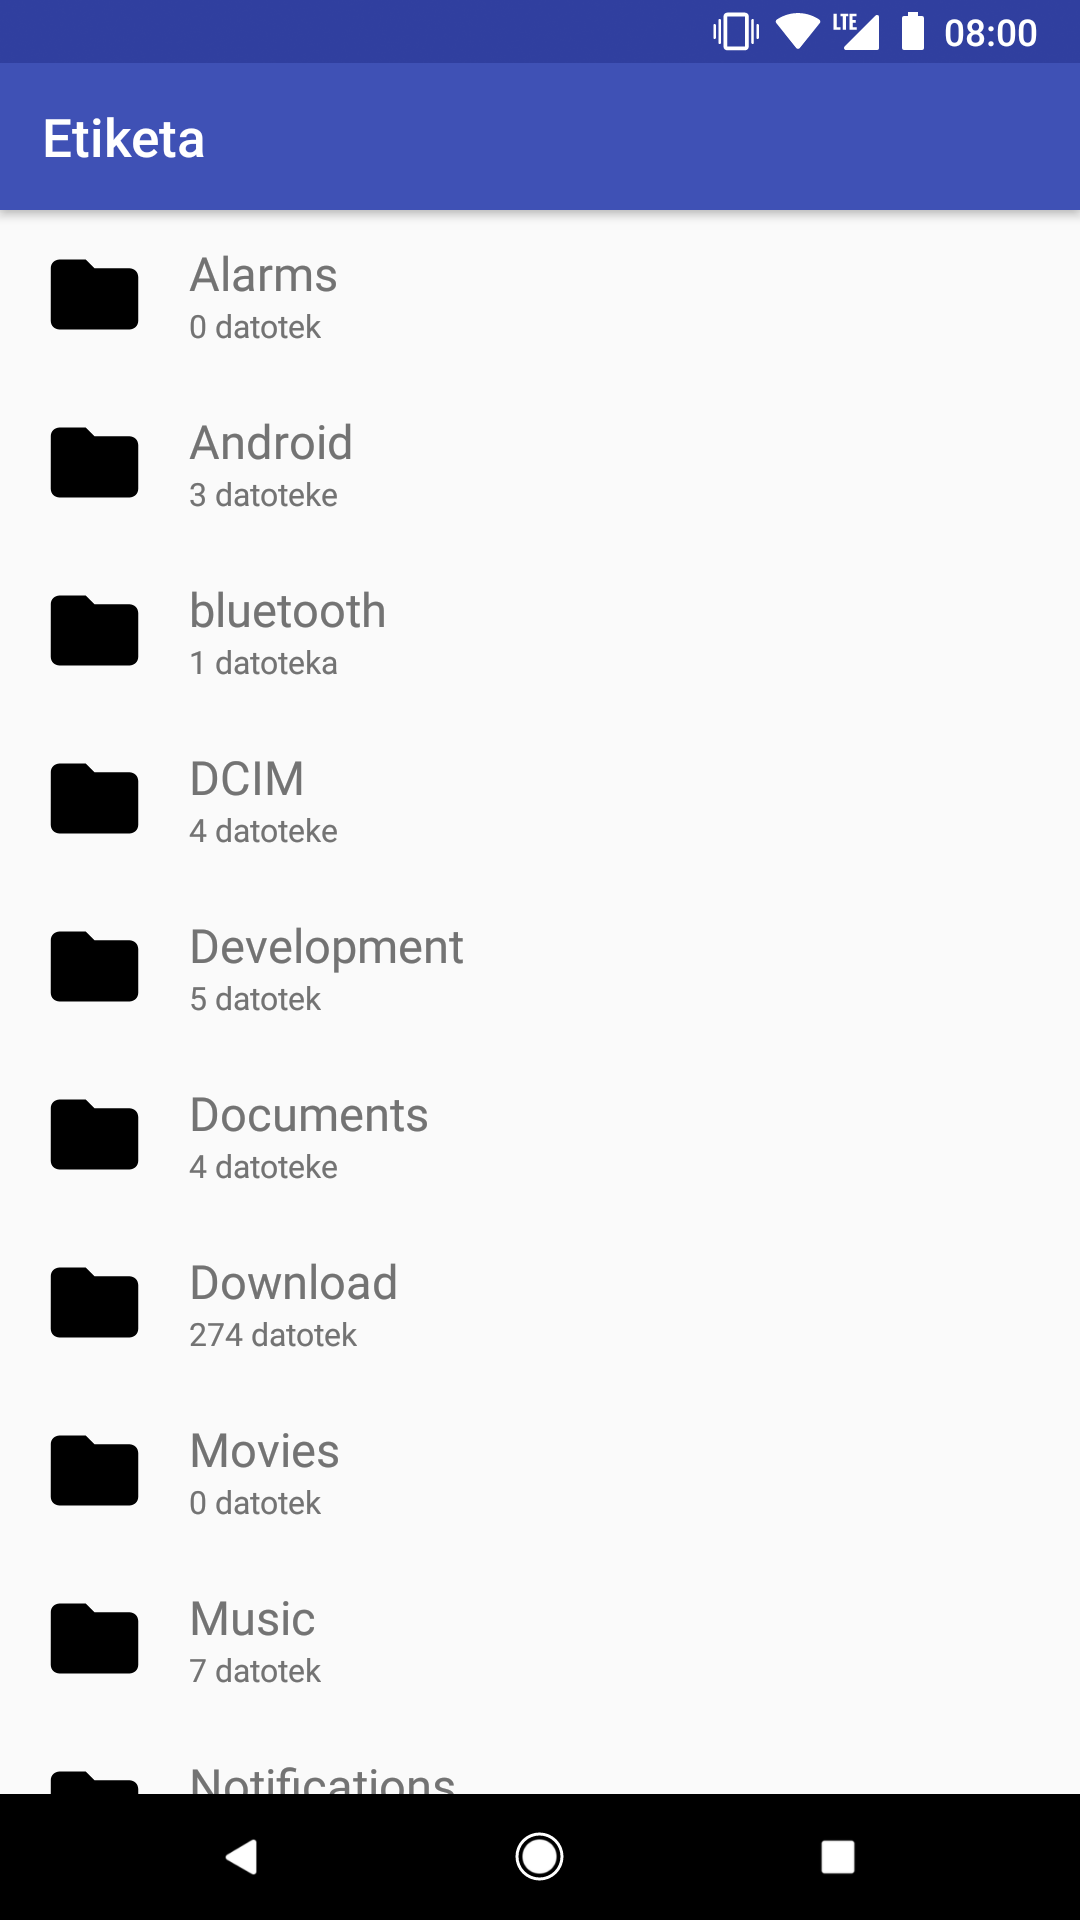 LTE 08:00
Etiketa
Alarms
0 datotek
Android
3 datoteke
bluetooth
1 datoteka
DCIM
4 datoteke
Development
5 datotek
Documents
4 datoteke
Download
274 datotek
Movies
0 datotek
Music
7 datotek
Notifications